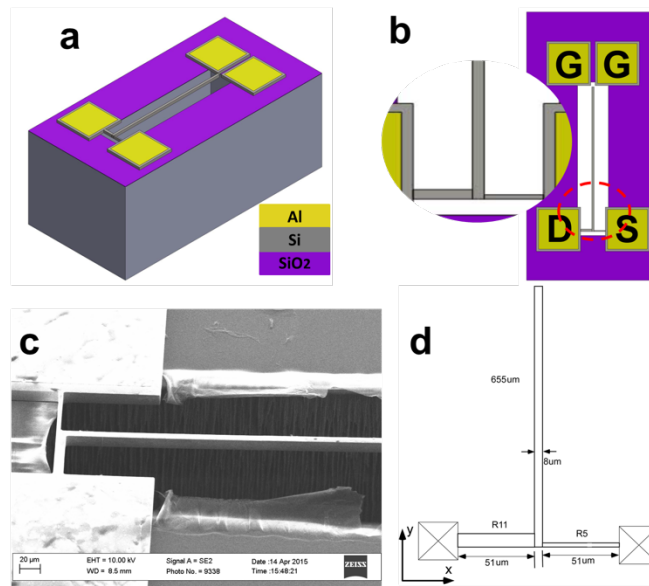 a
Al
Si
SiO2
b
G G
D S
c
20 µm
EHT = 10.00 kV
WD = 8.5 mm
Signal A = SE2
Photo No. = 9338
Date :14 Apr 2015
Time :15:48:21
ZEISS
d
655um
8um
y
x
R11
R5
51um
51um